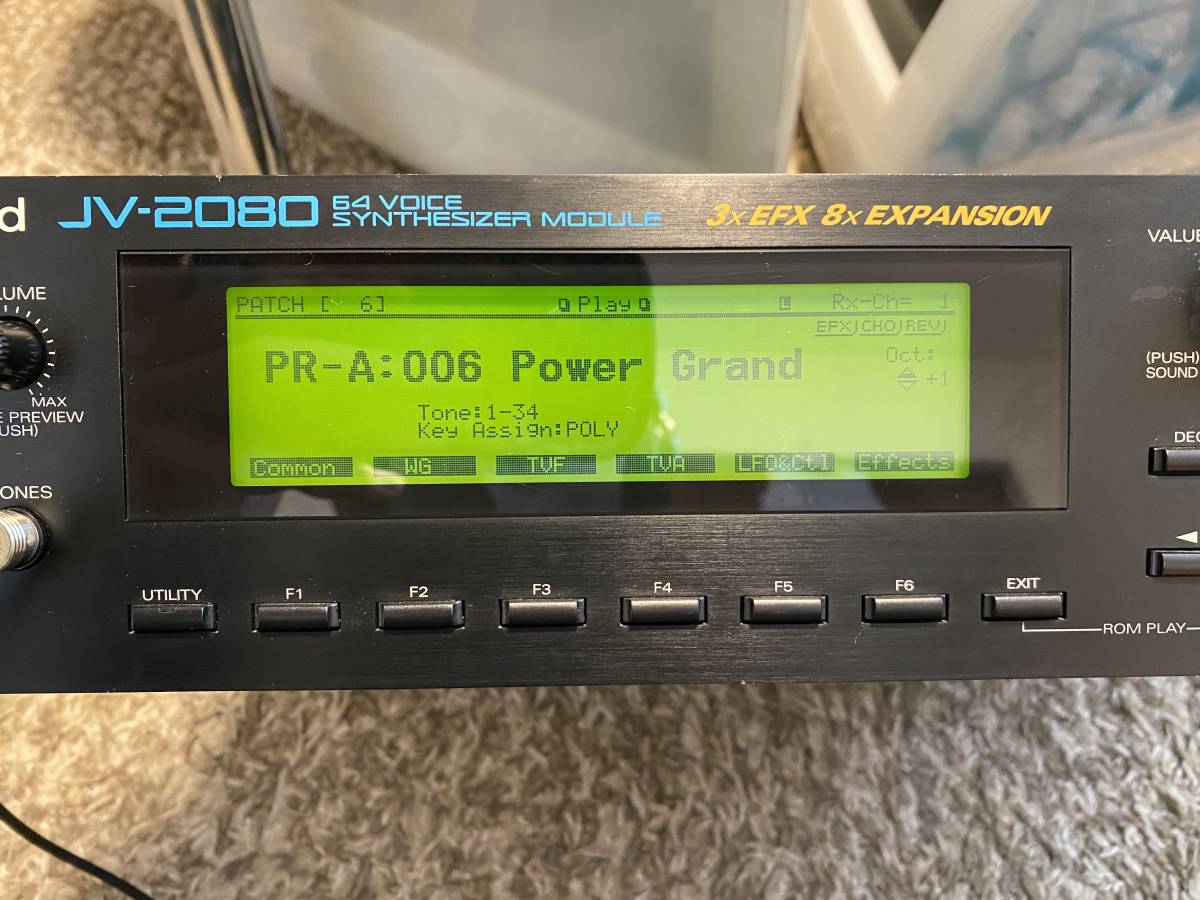 d JV-2080 64 VOICE
SYNTHESIZER MODULE
3x EFX 8x EXPANSION
VALUE
LUME
MAX
E PREVIEW
USH)
ONES
PATCH [ 6] Play L Rx-Ch= 1
EFX CHO REV
PR-A:006 Power Grand
Oct:
+1
Tone:1-34
Key Assign:POLY
Common WG TVF TVA LFO&Ctl Effects
(PUSH)
SOUND
DEC
UTILITY F1 F2 F3 F4 F5 F6 EXIT
ROM PLAY